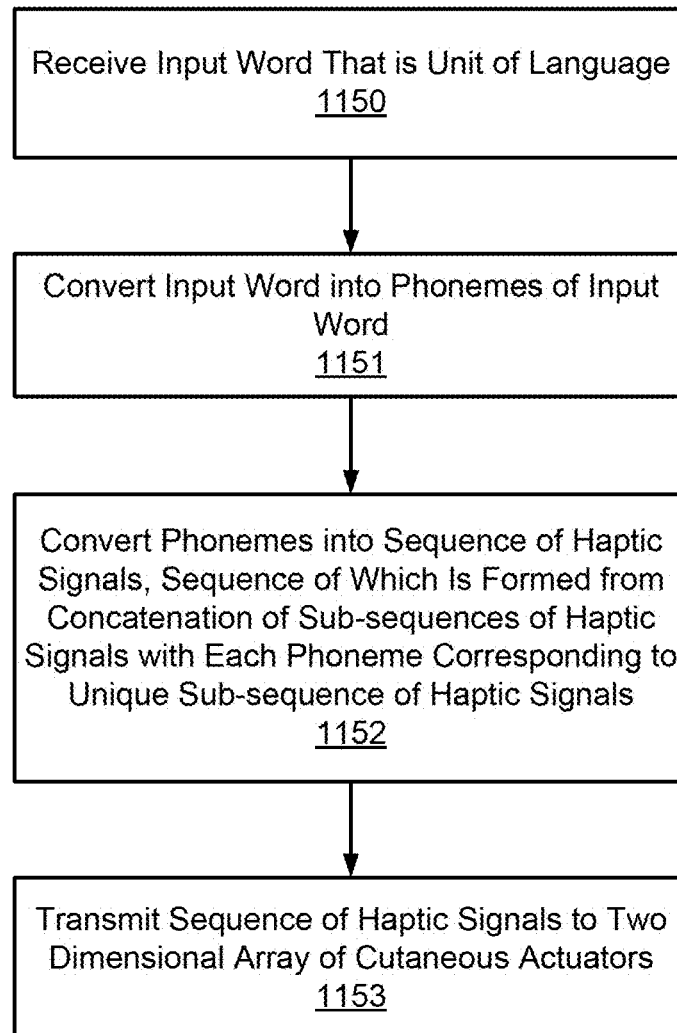 Receive Input Word That is Unit of Language
1150
Convert Input Word into Phonemes of Input
Word
1151
Convert Phonemes into Sequence of Haptic
Signals, Sequence of Which Is Formed from
Concatenation of Sub-sequences of Haptic
Signals with Each Phoneme Corresponding to
Unique Sub-sequence of Haptic Signals
1152
Transmit Sequence of Haptic Signals to Two
Dimensional Array of Cutaneous Actuators
1153